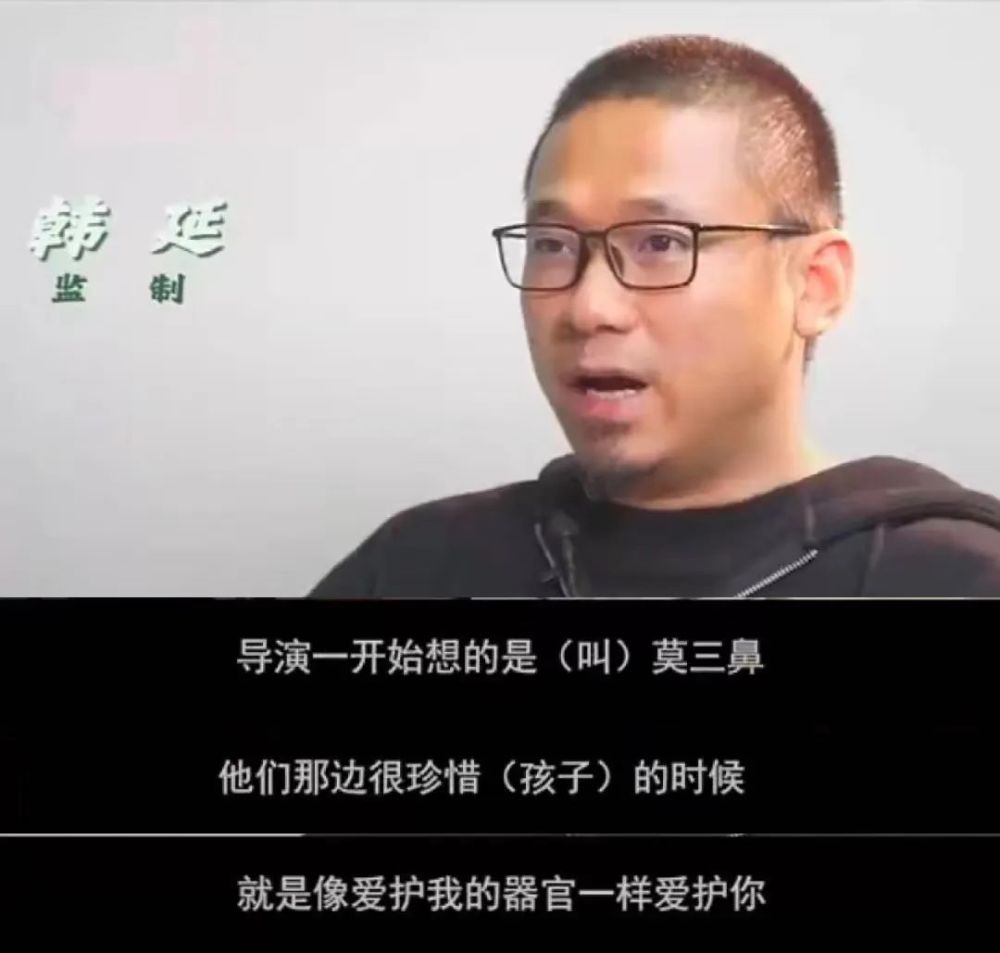 韩延
监制
导演一开始想的是（叫）莫三鼻
他们那边很珍惜（孩子）的时候
就是像爱护我的器官一样爱护你